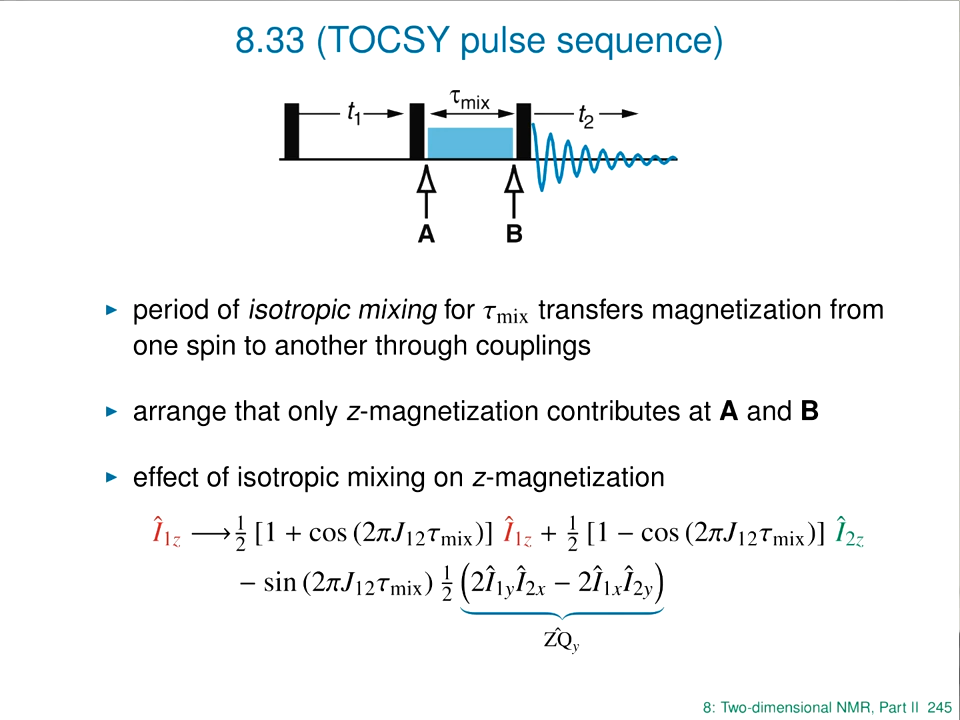 8.33 (TOCSY pulse sequence)
t₁ τmix t₂
A B
▶ period of isotropic mixing for τmix transfers magnetization from
one spin to another through couplings
▶ arrange that only z-magnetization contributes at A and B
▶ effect of isotropic mixing on z-magnetization
Î1z ⟶ ½ [1 + cos (2πJ12τmix)] Î1z + ½ [1 − cos (2πJ12τmix)] Î2z
− sin (2πJ12τmix) ½ (2Î1yÎ2x − 2Î1xÎ2y)
ẐQy
8: Two-dimensional NMR, Part II 245